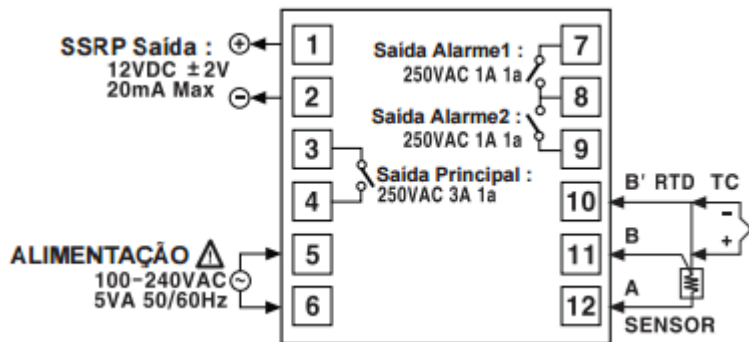 SSRP Saída :
12VDC ±2V
20mA Max
1
2
3
4
ALIMENTAÇÃO
100-240VAC
5VA 50/60Hz
5
6
Saída Alarme1 :
250VAC 1A 1a
Saída Alarme2 :
250VAC 1A 1a
Saída Principal :
250VAC 3A 1a
7
8
9
10
11
12
B' RTD TC
-
+
B
A
SENSOR